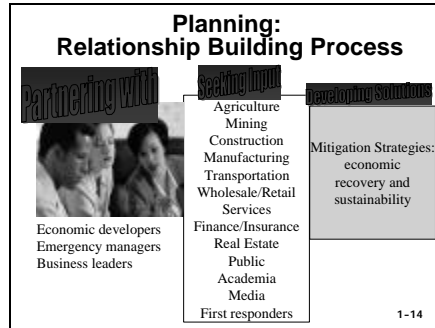 Planning:
Relationship Building Process
Partnering with
Economic developers
Emergency managers
Business leaders
Seeking Input
Agriculture
Mining
Construction
Manufacturing
Transportation
Wholesale/Retail
Services
Finance/Insurance
Real Estate
Public
Academia
Media
First responders
Developing Solutions
Mitigation Strategies:
economic
recovery and
sustainability
1-14